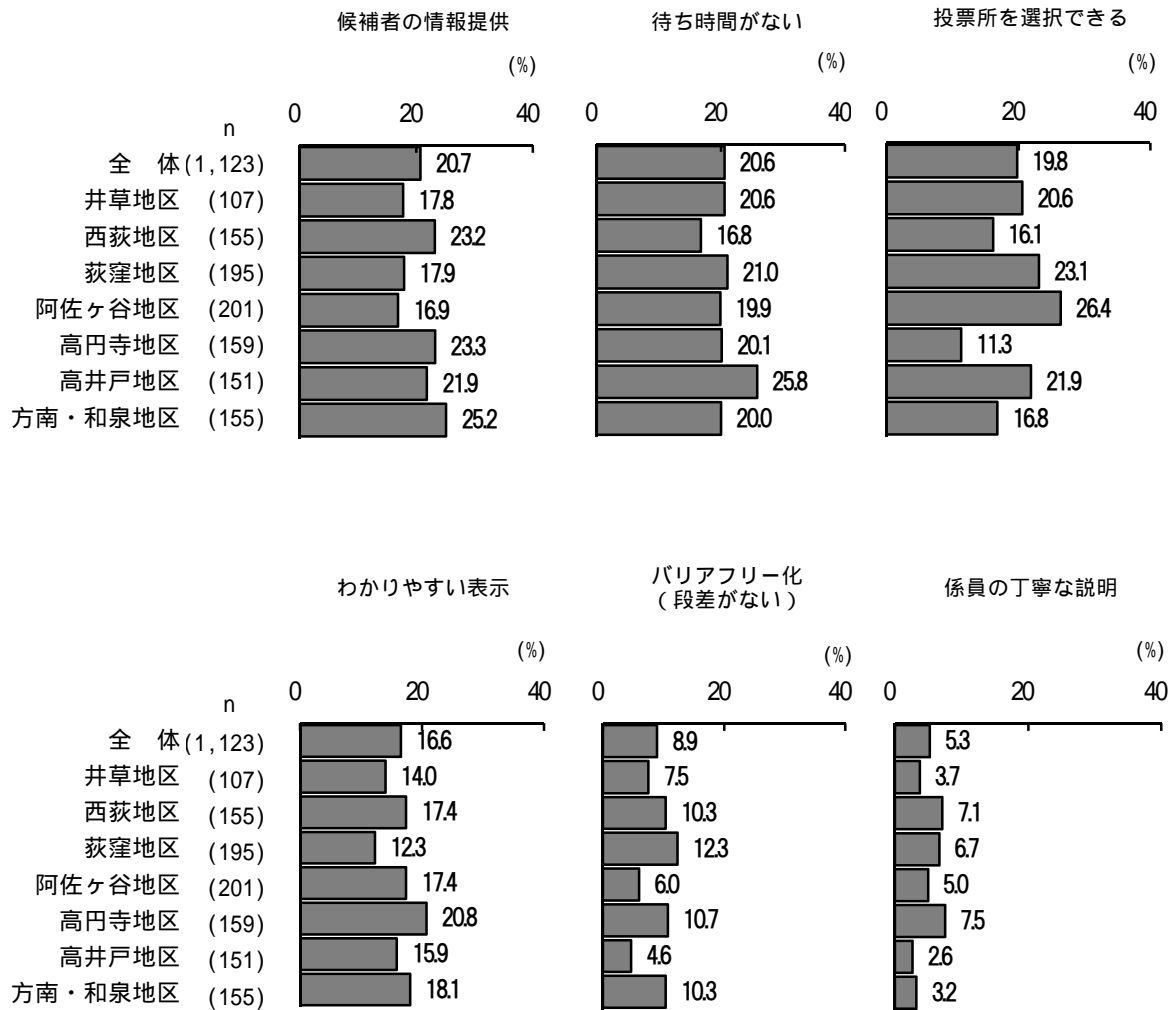 候補者の情報提供 待ち時間がない 投票所を選択できる
(%) (%) (%)
0 20 40 0 20 40 0 20 40
n
全　体(1,123) 20.7 20.6 19.8
井草地区 (107) 17.8 20.6 20.6
西荻地区 (155) 23.2 16.8 16.1
荻窪地区 (195) 17.9 21.0 23.1
阿佐ヶ谷地区 (201) 16.9 19.9 26.4
高円寺地区 (159) 23.3 20.1 11.3
高井戸地区 (151) 21.9 25.8 21.9
方南・和泉地区 (155) 25.2 20.0 16.8
わかりやすい表示 バリアフリー化 係員の丁寧な説明
(段差がない)
(%) (%) (%)
0 20 40 0 20 40 0 20 40
n
全　体(1,123) 16.6 8.9 5.3
井草地区 (107) 14.0 7.5 3.7
西荻地区 (155) 17.4 10.3 7.1
荻窪地区 (195) 12.3 12.3 6.7
阿佐ヶ谷地区 (201) 17.4 6.0 5.0
高円寺地区 (159) 20.8 10.7 7.5
高井戸地区 (151) 15.9 4.6 2.6
方南・和泉地区 (155) 18.1 10.3 3.2